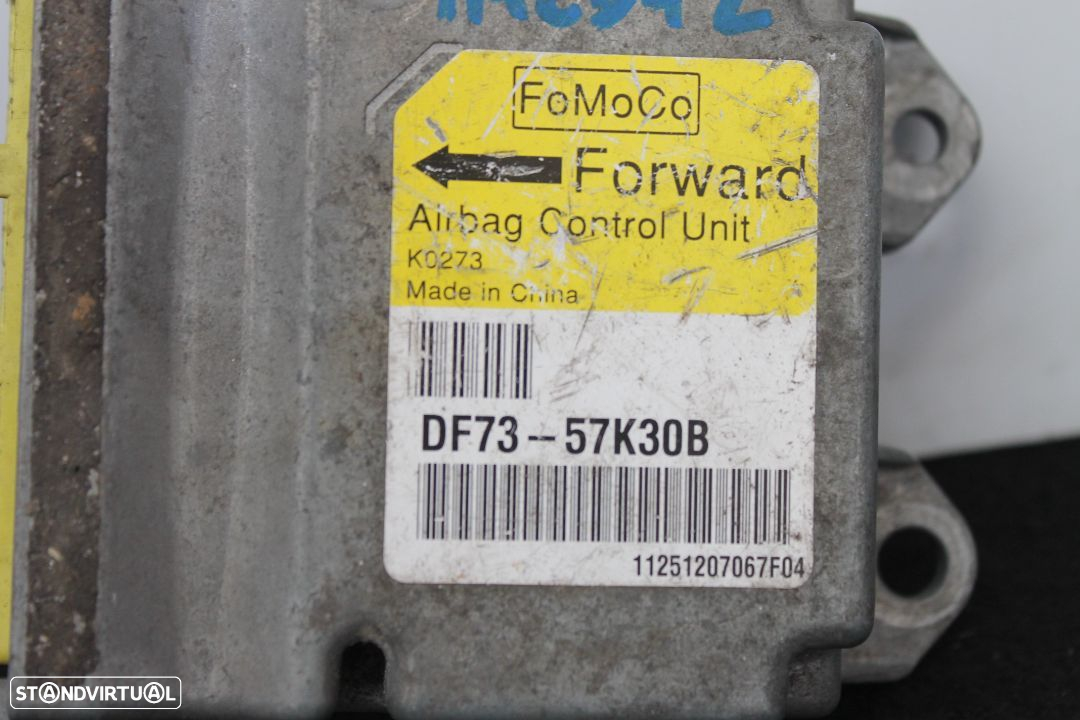 FoMoCo
Forward
Airbag Control Unit
K0273
Made in China
DF73-57K30B
11251207067F04
STANDVIRTUAL